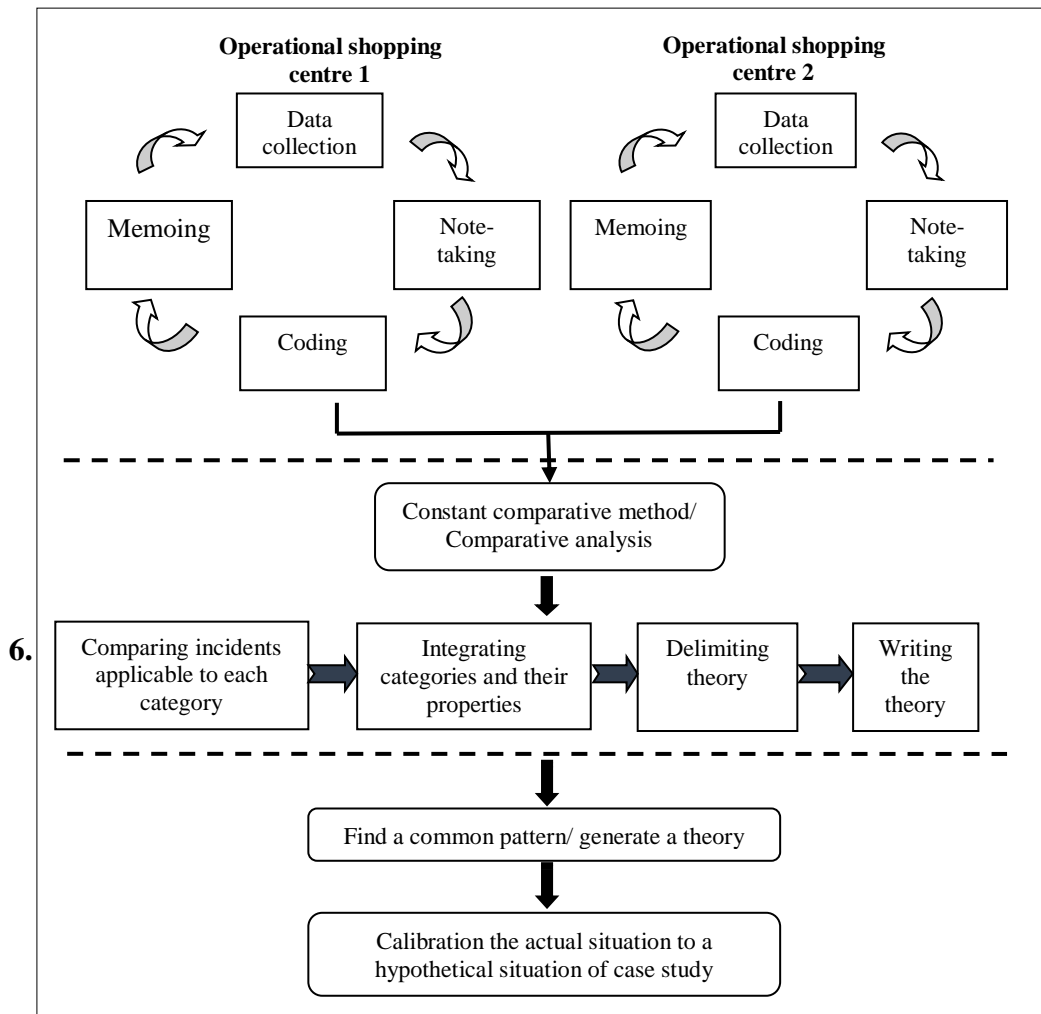 Operational shopping
centre 1
Operational shopping
centre 2
Data
collection
Data
collection
Memoing
Note-
taking
Memoing
Note-
taking
Coding
Coding
Constant comparative method/
Comparative analysis
6.
Comparing incidents
applicable to each
category
Integrating
categories and their
properties
Delimiting
theory
Writing
the
theory
Find a common pattern/ generate a theory
Calibration the actual situation to a
hypothetical situation of case study